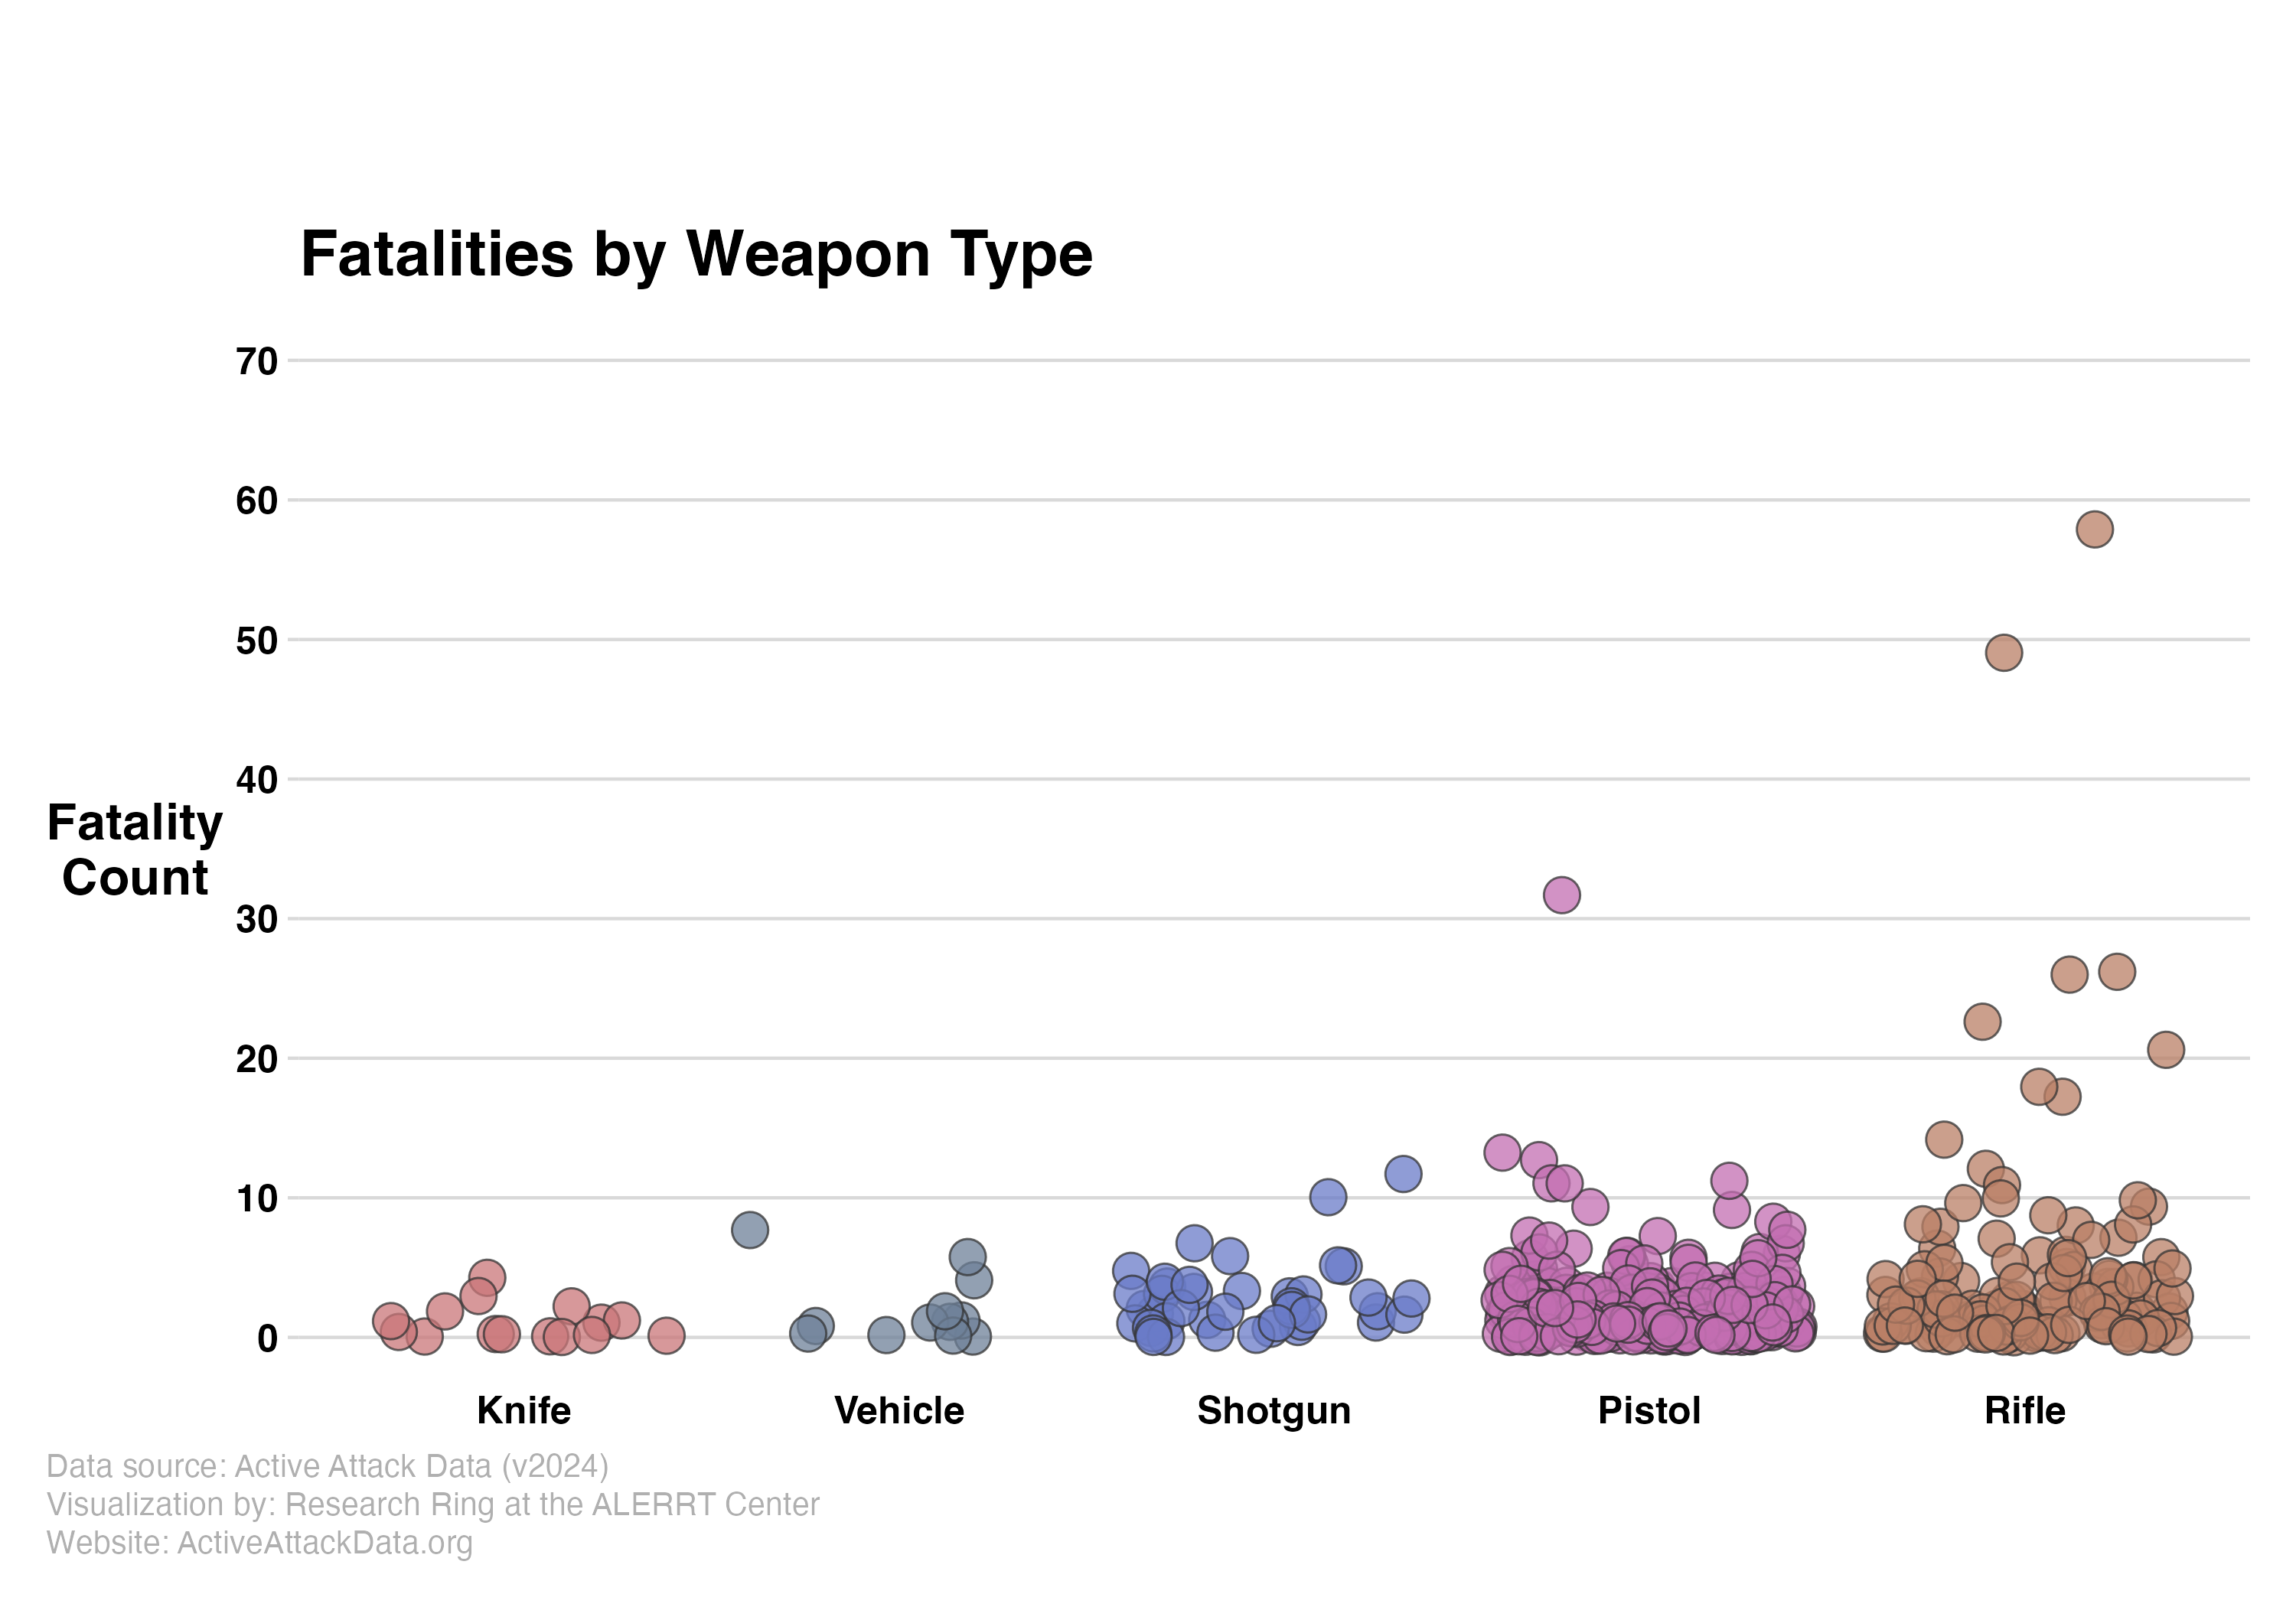 Fatalities by Weapon Type
70
60
50
40
30
20
10
0
Fatality
Count
Knife Vehicle Shotgun Pistol Rifle
Data source: Active Attack Data (v2024)
Visualization by: Research Ring at the ALERRT Center
Website: ActiveAttackData.org